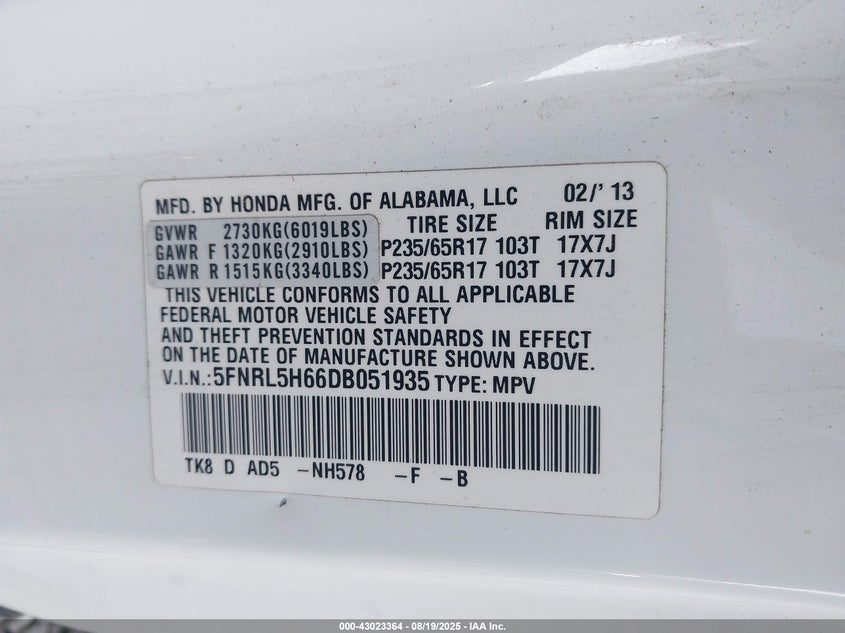 MFD. BY HONDA MFG. OF ALABAMA, LLC 02/'13
GVWR 2730KG(6019LBS) TIRE SIZE RIM SIZE
GAWR F 1320KG(2910LBS) P235/65R17 103T 17X7J
GAWR R 1515KG(3340LBS) P235/65R17 103T 17X7J
THIS VEHICLE CONFORMS TO ALL APPLICABLE
FEDERAL MOTOR VEHICLE SAFETY
AND THEFT PREVENTION STANDARDS IN EFFECT
ON THE DATE OF MANUFACTURE SHOWN ABOVE.
V.I.N.:5FNRL5H66DB051935 TYPE: MPV
TK8 D AD5 -NH578 -F -B
000-43023364 - 08/19/2025 - IAA Inc.